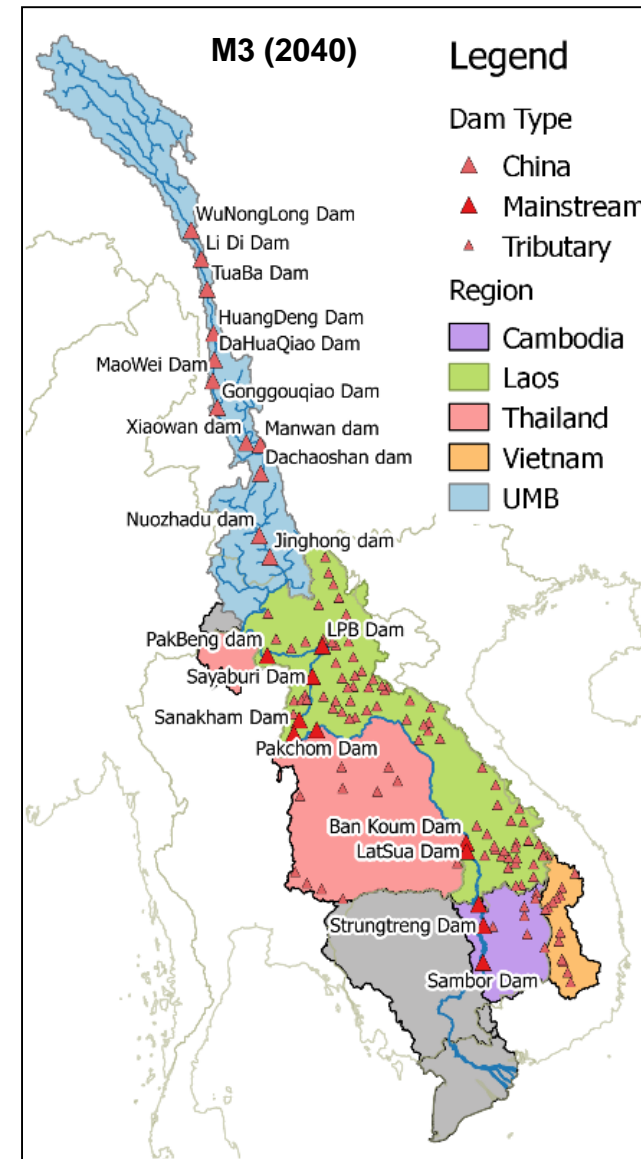 M3 (2040)
Legend
Dam Type
China
Mainstream
Tributary
Region
Cambodia
Laos
Thailand
Vietnam
UMB
WuNongLong Dam
Li Di Dam
TuaBa Dam
HuangDeng Dam
DaHuaQiao Dam
MaoWei Dam
Gonggouqiao Dam
Xiaowan dam
Manwan dam
Dachaoshan dam
Nuozhadu dam
Jinghong dam
PakBeng dam
LPB Dam
Sayaburi Dam
Sanakham Dam
Pakchom Dam
Ban Koum Dam
LatSua Dam
Strungtreng Dam
Sambor Dam